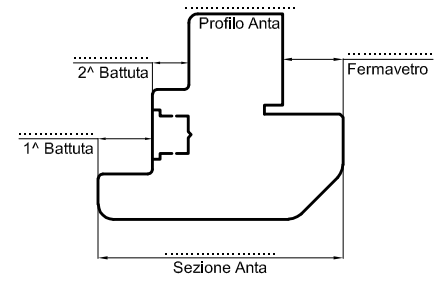 Profilo Anta
2^ Battuta
Fermavetro
1^ Battuta
Sezione Anta